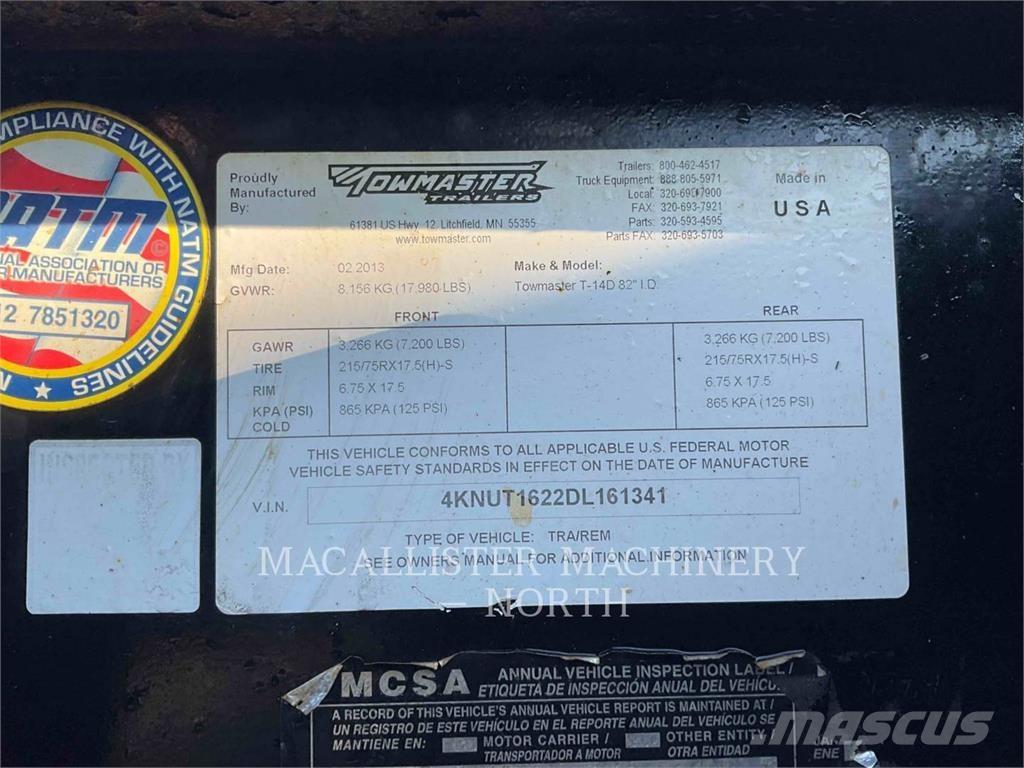 MPLIANCE WITH NATM GUIDELINES
NATM
NAL ASSOCIATION OF
R MANUFACTURERS
12 7851320
Proudly
Manufactured
By:
TOWMASTER
TRAILERS
61381 US Hwy. 12, Litchfield, MN. 55355
www.towmaster.com
Trailers: 800-462-4517
Truck Equipment: 888-805-5971
Local: 320-693-7900
FAX: 320-693-7921
Parts: 320-593-4595
Parts FAX: 320-693-5703
Made in
USA
Mfg Date: 02.2013
GVWR: 8,156 KG (17,980 LBS)
Make & Model:
Towmaster T-14D 82" I.D.
FRONT REAR
GAWR 3,266 KG (7,200 LBS) 3,266 KG (7,200 LBS)
TIRE 215/75RX17.5(H)-S 215/75RX17.5(H)-S
RIM 6.75 X 17.5 6.75 X 17.5
KPA (PSI) 865 KPA (125 PSI) 865 KPA (125 PSI)
COLD
THIS VEHICLE CONFORMS TO ALL APPLICABLE U.S. FEDERAL MOTOR
VEHICLE SAFETY STANDARDS IN EFFECT ON THE DATE OF MANUFACTURE
V.I.N. 4KNUT1622DL161341
TYPE OF VEHICLE: TRA/REM
SEE OWNERS MANUAL FOR ADDITIONAL INFORMATION
MACALLISTER MACHINERY
– NORTH
INSPECTED BY
MCSA
ANNUAL VEHICLE INSPECTION LABEL /
ETIQUETA DE INSPECCIÓN ANUAL DEL VEHÍCU
A RECORD OF THIS VEHICLE'S ANNUAL VEHICLE REPORT IS MAINTAINED AT /
UN REGISTRO DE ESTE VEHÍCULO EN EL REPORTE ANUAL DEL VEHÍCULO SE
MANTIENE EN: MOTOR CARRIER / OTHER ENTITY /
TRANSPORTADOR A MOTOR OTRA ENTIDAD
JAN
ENE
mascus